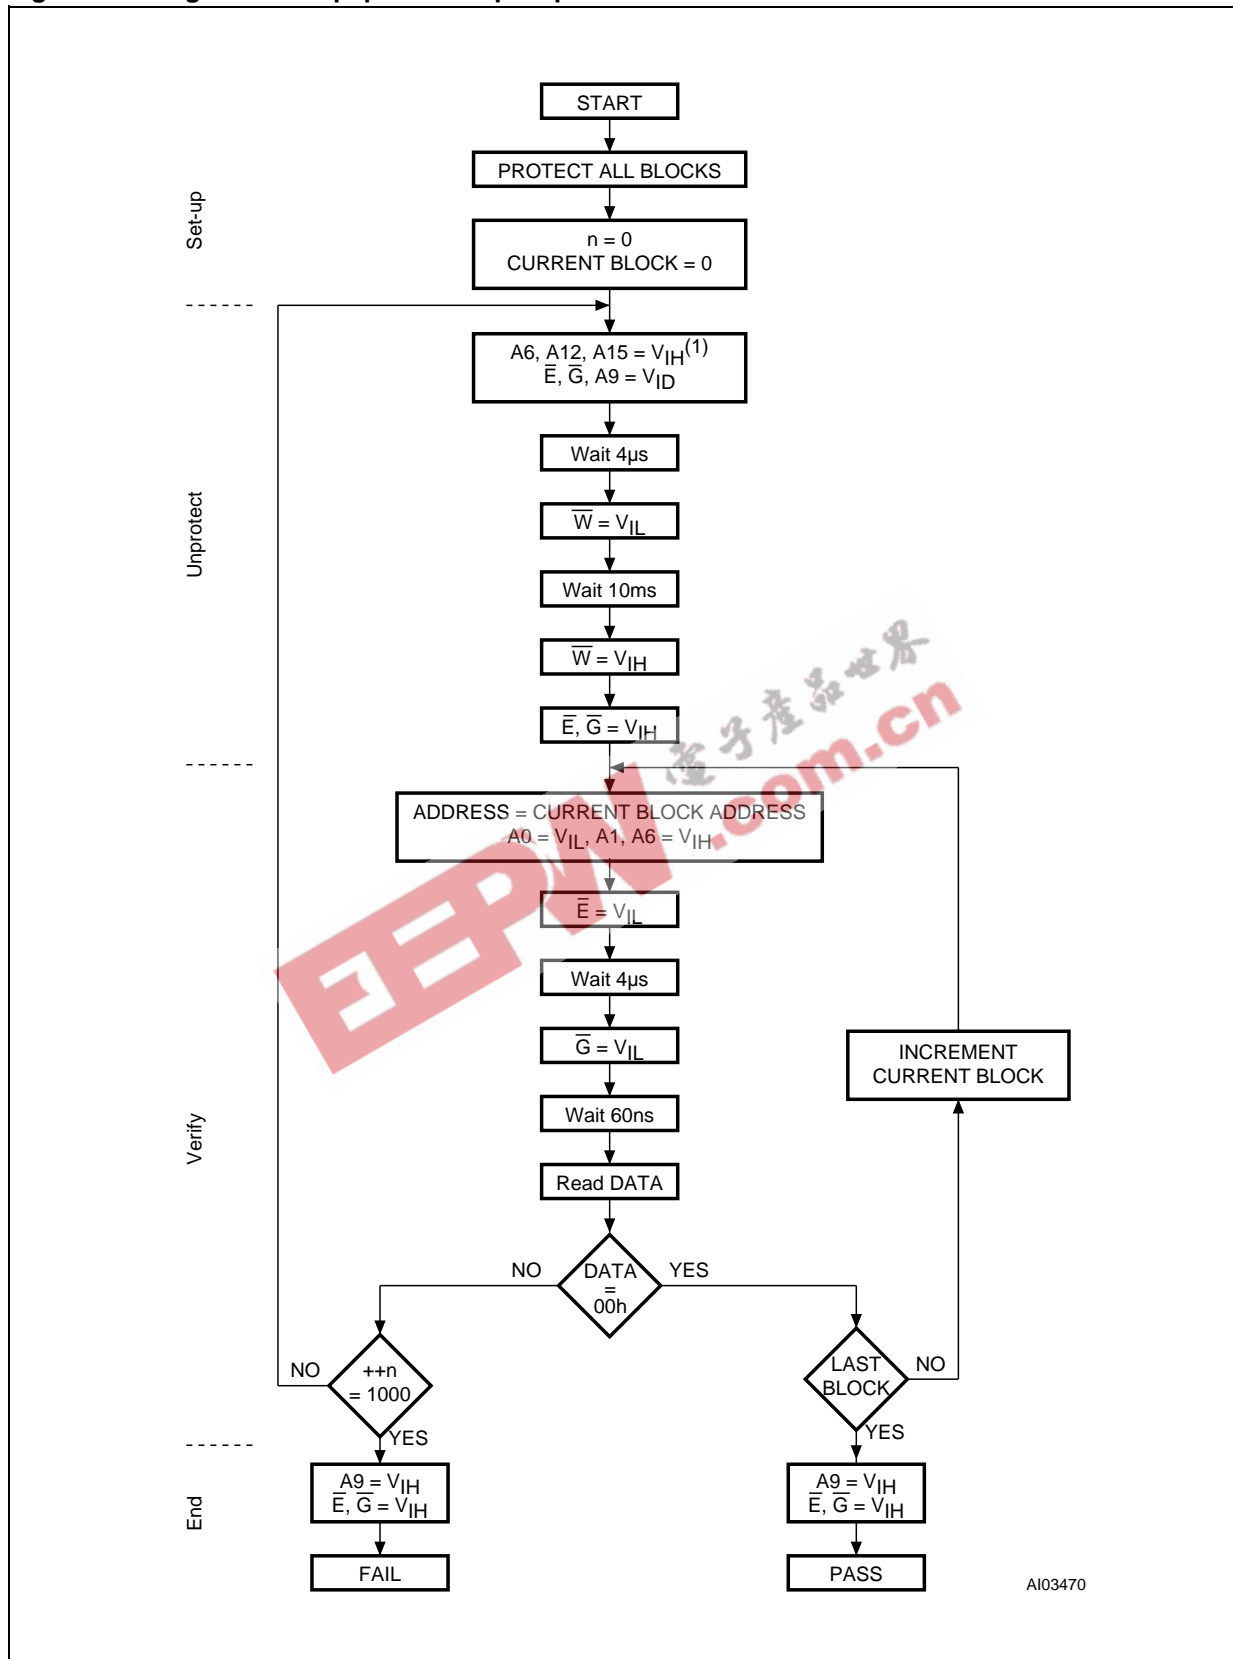 START
PROTECT ALL BLOCKS
n = 0
CURRENT BLOCK = 0
Set-up
A6, A12, A15 = VIH(1)
E̅, G̅, A9 = VID
Wait 4µs
W̅ = VIL
Unprotect
Wait 10ms
W̅ = VIH
E̅, G̅ = VIH
ADDRESS = CURRENT BLOCK ADDRESS
A0 = VIL, A1, A6 = VIH
E̅ = VIL
Wait 4µs
G̅ = VIL
INCREMENT
CURRENT BLOCK
Wait 60ns
Verify
Read DATA
NO
DATA
=
00h
YES
NO
++n
= 1000
YES
LAST
BLOCK
NO
YES
End
A9 = VIH
E̅, G̅ = VIH
FAIL
A9 = VIH
E̅, G̅ = VIH
PASS
AI03470
EEPW
.com.cn
電子產品世界